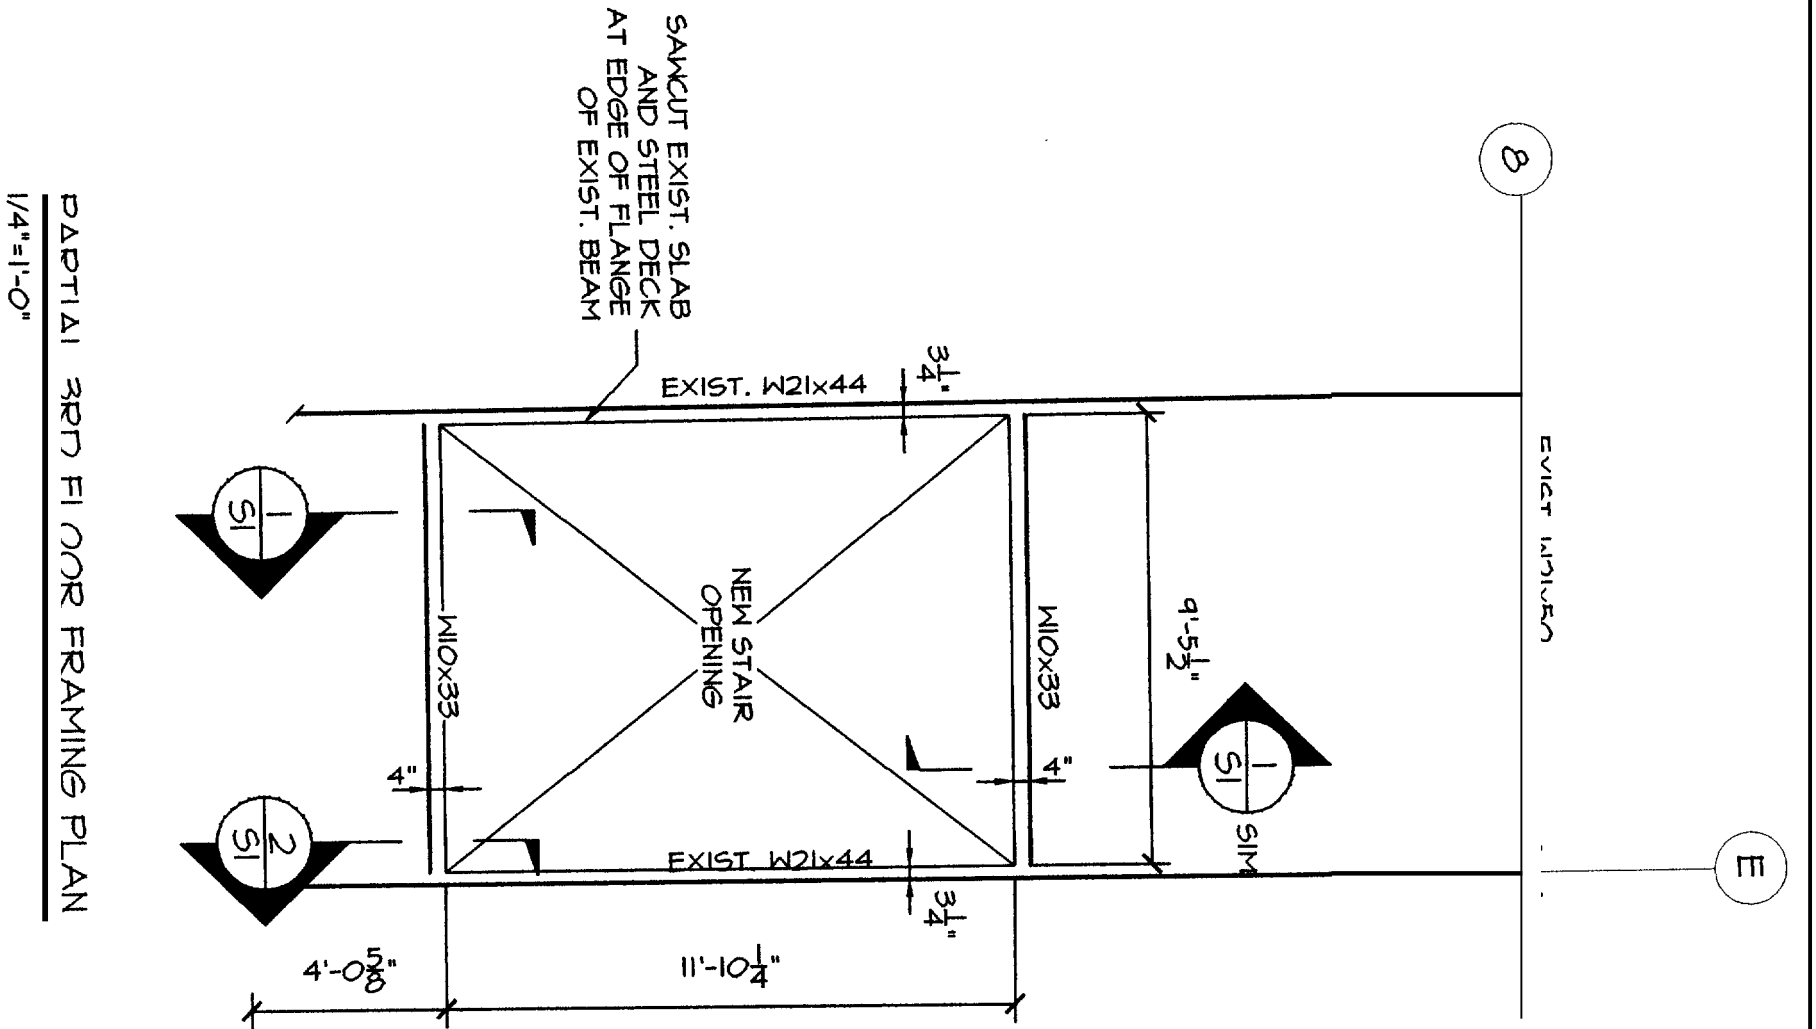 8
SAWCUT EXIST. SLAB
AND STEEL DECK
AT EDGE OF FLANGE
OF EXIST. BEAM
EXIST. W21x44
3 1/4"
9'-5 1/2"
W10x33
4"
NEW STAIR
OPENING
W10x33
4"
1
S1
1
S1
SIM
2
S1
E
EXIST. W21x44
3 1/4"
4'-0 5/8"
11'-10 1/4"
PARTIAL 3RD FLOOR FRAMING PLAN
1/4"=1'-0"